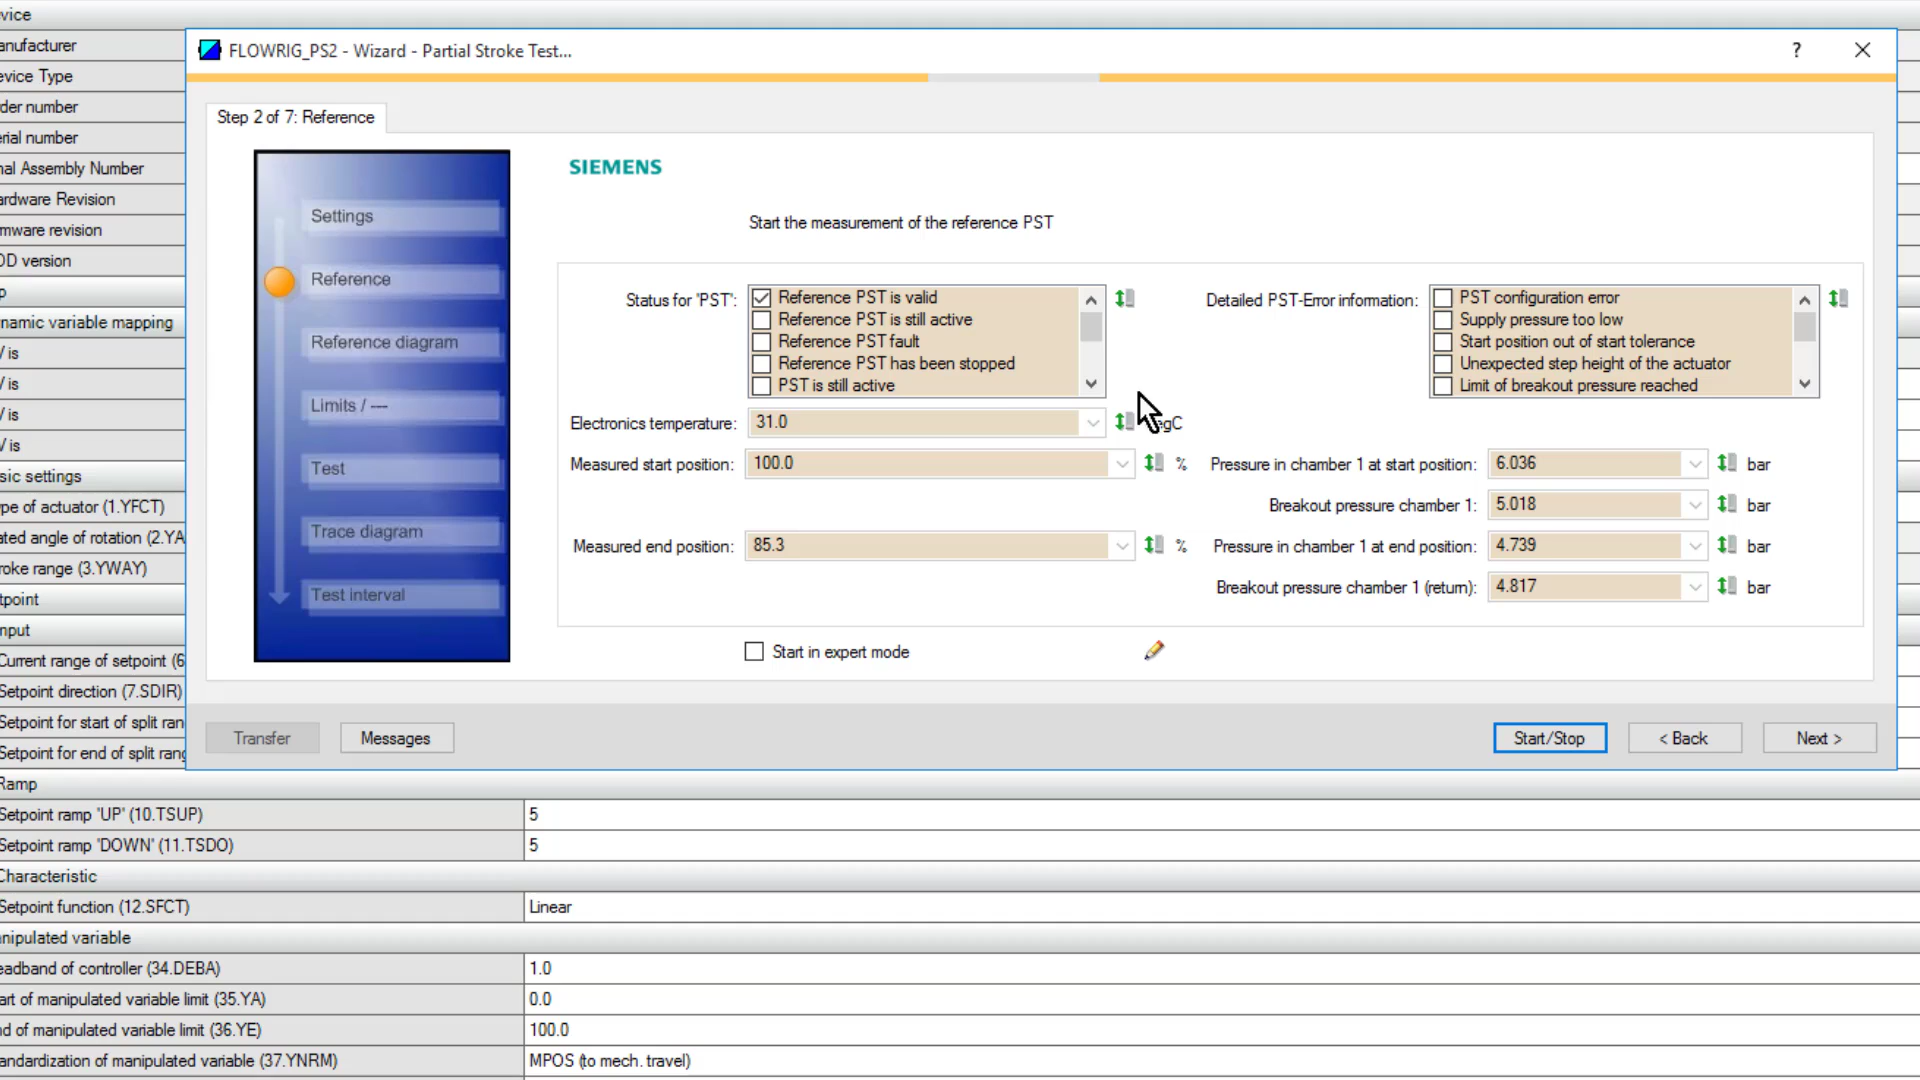 vice
FLOWRIG_PS2 - Wizard - Partial Stroke Test...
?
anufacturer
evice Type
rder number
erial number
nal Assembly Number
ardware Revision
mware revision
DD version
p
ynamic variable mapping
/ is
/ is
/ is
/ is
sic settings
ype of actuator (1.YFCT)
ated angle of rotation (2.YA
roke range (3.YWAY)
tpoint
nput
Current range of setpoint (6
Setpoint direction (7.SDIR)
Setpoint for start of split ran
Setpoint for end of split rang
Step 2 of 7: Reference
Settings
Reference
Reference diagram
Limits / ---
Test
Trace diagram
Test interval
SIEMENS
Start the measurement of the reference PST
Status for 'PST':
Reference PST is valid
Reference PST is still active
Reference PST fault
Reference PST has been stopped
PST is still active
Detailed PST-Error information:
PST configuration error
Supply pressure too low
Start position out of start tolerance
Unexpected step height of the actuator
Limit of breakout pressure reached
Electronics temperature: 31.0 egC
Measured start position: 100.0 %
Pressure in chamber 1 at start position: 6.036 bar
Breakout pressure chamber 1: 5.018 bar
Measured end position: 85.3 %
Pressure in chamber 1 at end position: 4.739 bar
Breakout pressure chamber 1 (return): 4.817 bar
Start in expert mode
Transfer Messages Start/Stop < Back Next >
Ramp
Setpoint ramp 'UP' (10.TSUP) 5
Setpoint ramp 'DOWN' (11.TSDO) 5
Characteristic
Setpoint function (12.SFCT) Linear
nipulated variable
eadband of controller (34.DEBA) 1.0
art of manipulated variable limit (35.YA) 0.0
nd of manipulated variable limit (36.YE) 100.0
andardization of manipulated variable (37.YNRM) MPOS (to mech. travel)